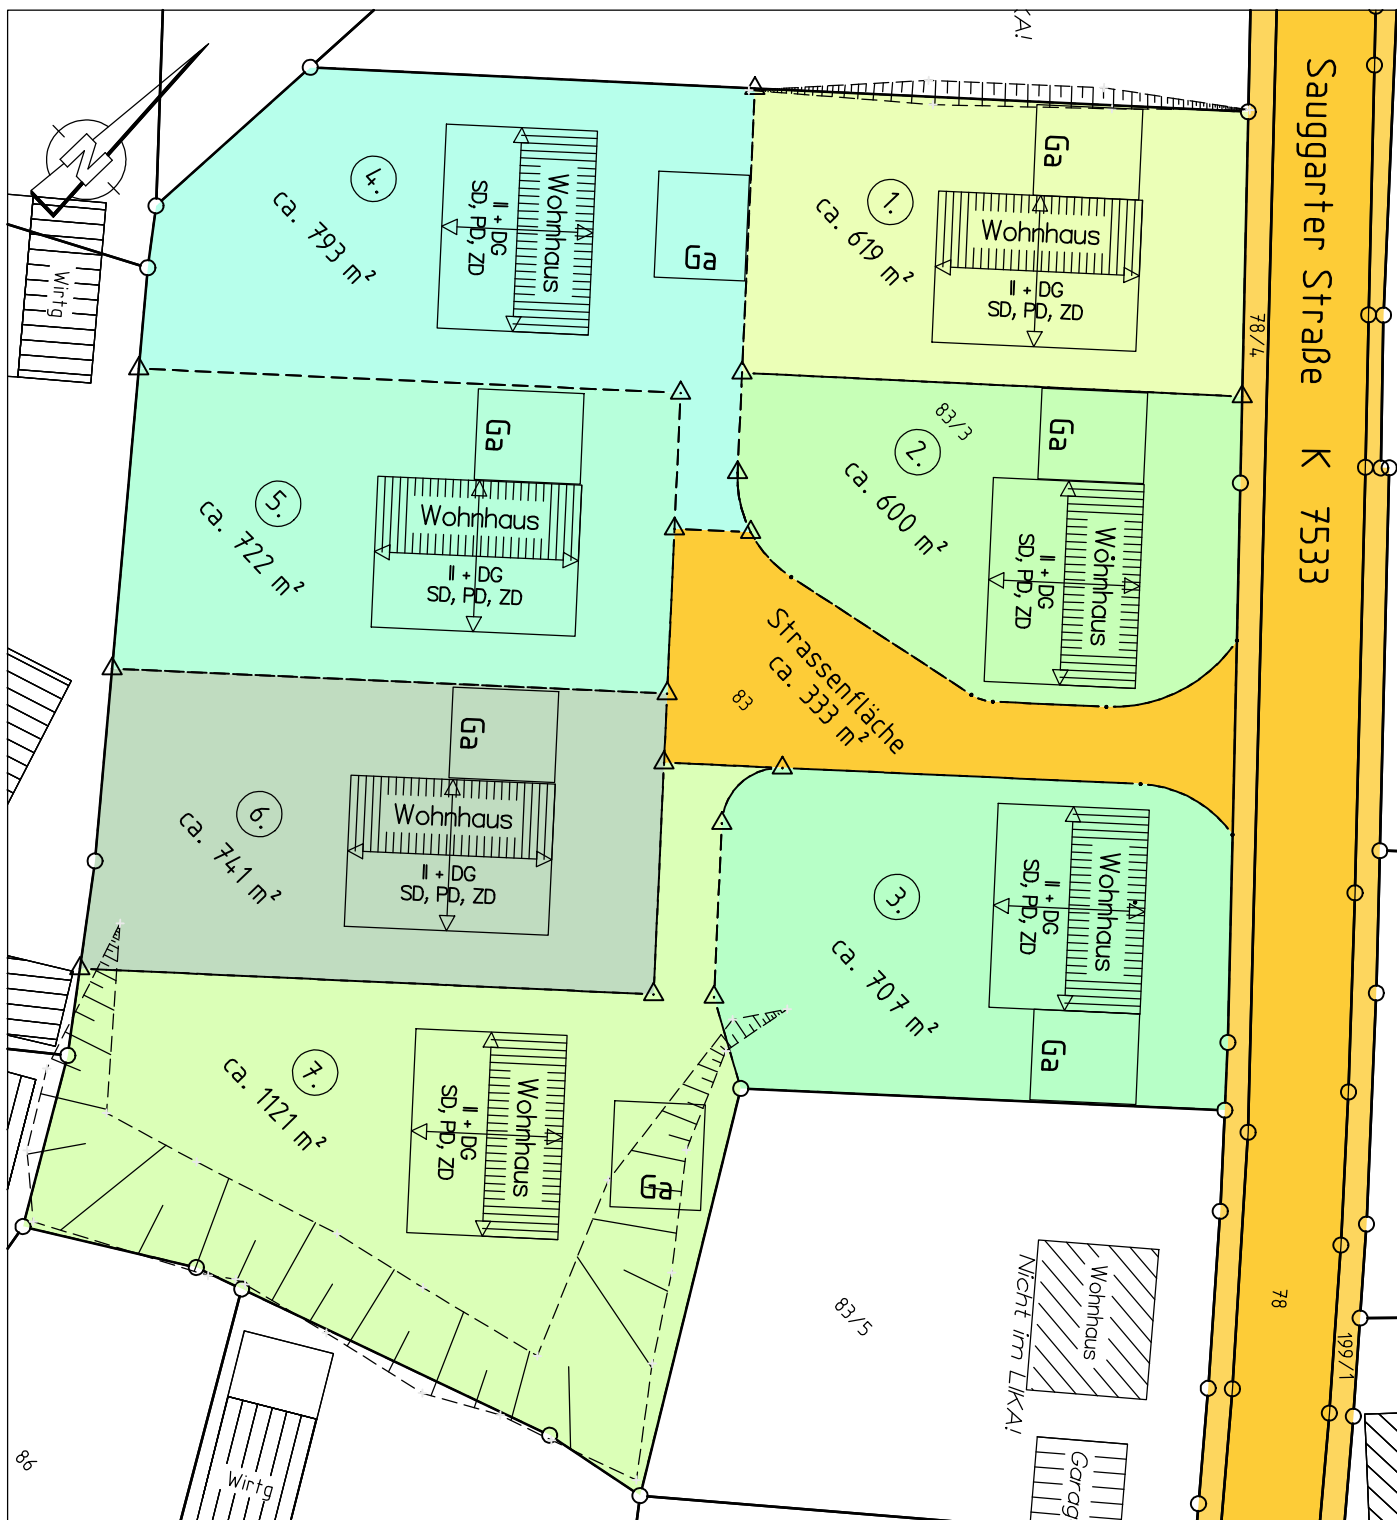 KA!
N
Wirtg
4.
ca. 793 m²
Wohnhaus
II + DG
SD, PD, ZD
Ga
1.
ca. 619 m²
Ga
Wohnhaus
II + DG
SD, PD, ZD
Sauggarter Straße K 7533
78/4
5.
ca. 722 m²
Ga
Wohnhaus
II + DG
SD, PD, ZD
83/3
2.
ca. 600 m²
Ga
Wohnhaus
II + DG
SD, PD, ZD
Strassenfläche
ca. 333 m²
83
6.
ca. 741 m²
Ga
Wohnhaus
II + DG
SD, PD, ZD
3.
ca. 707 m²
Wohnhaus
II + DG
SD, PD, ZD
Ga
7.
ca. 1121 m²
Wohnhaus
II + DG
SD, PD, ZD
Ga
83/5
Wohnhaus
Nicht im LIKA!
78
199/1
Garag
Wirtg
86